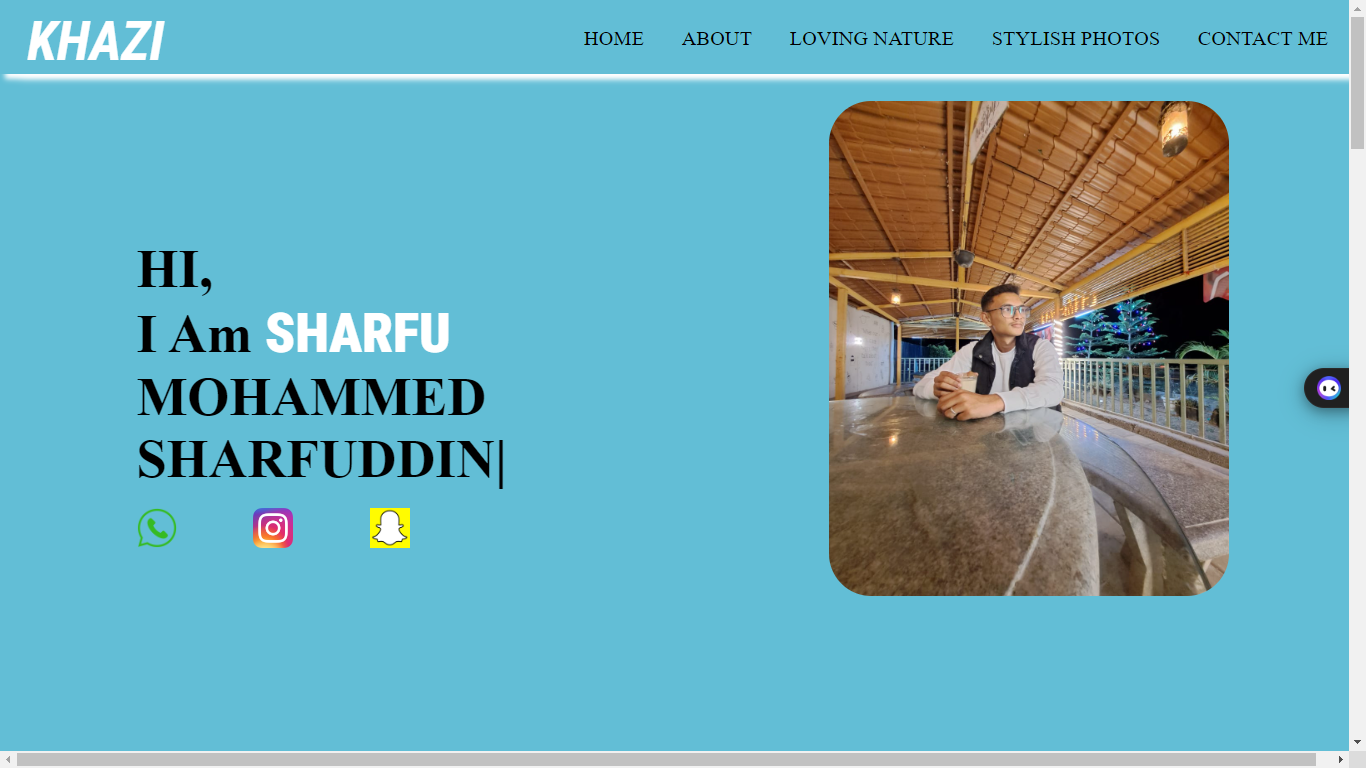 KHAZI
HOME ABOUT LOVING NATURE STYLISH PHOTOS CONTACT ME
HI,
I Am SHARFU
MOHAMMED
SHARFUDDIN|